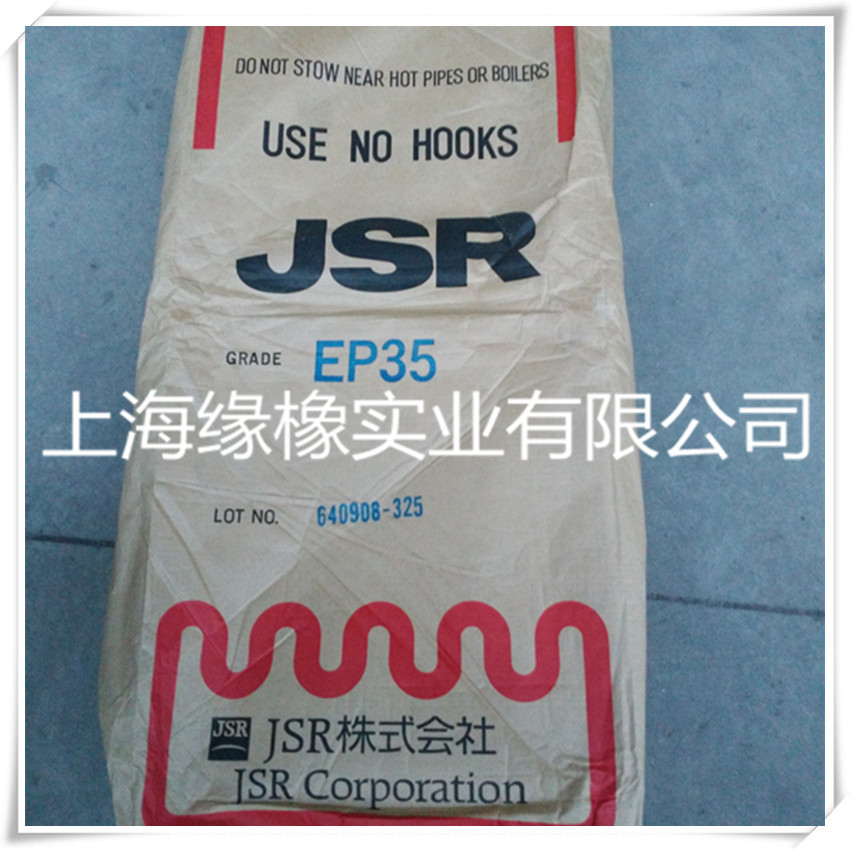 DO NOT STOW NEAR HOT PIPES OR BOILERS
USE NO HOOKS
JSR
GRADE EP35
上海缘橡实业有限公司
LOT NO. 640908-325
JSR JSR株式会社
JSR Corporation